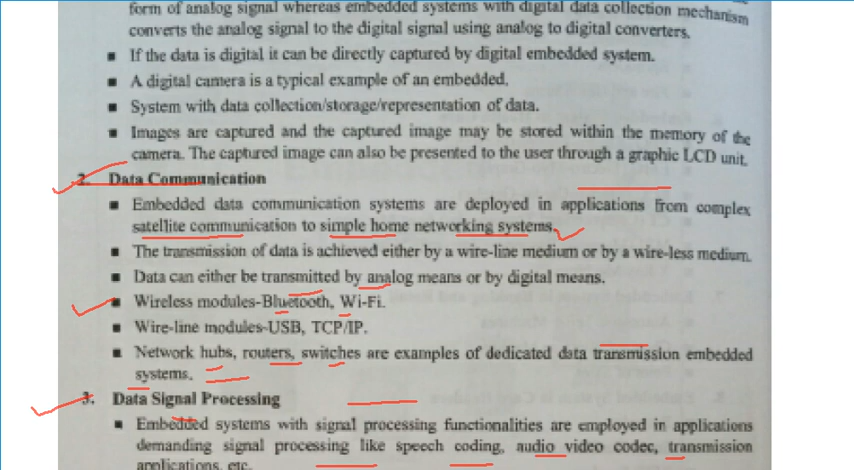 form of analog signal whereas embedded systems with digital data collection mechanism
converts the analog signal to the digital signal using analog to digital converters.
▪ If the data is digital it can be directly captured by digital embedded system.
▪ A digital camera is a typical example of an embedded.
▪ System with data collection/storage/representation of data.
▪ Images are captured and the captured image may be stored within the memory of the
camera. The captured image can also be presented to the user through a graphic LCD unit.
2. Data Communication
▪ Embedded data communication systems are deployed in applications from complex
satellite communication to simple home networking systems.
▪ The transmission of data is achieved either by a wire-line medium or by a wire-less medium.
▪ Data can either be transmitted by analog means or by digital means.
▪ Wireless modules-Bluetooth, Wi-Fi.
▪ Wire-line modules-USB, TCP/IP.
▪ Network hubs, routers, switches are examples of dedicated data transmission embedded
systems.
3. Data Signal Processing
▪ Embedded systems with signal processing functionalities are employed in applications
demanding signal processing like speech coding, audio video codec, transmission
applications, etc.